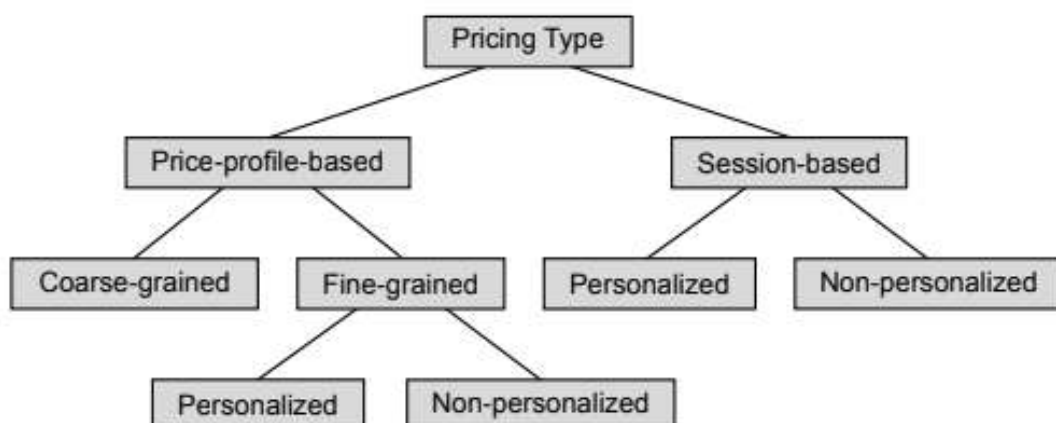 Pricing Type
Price-profile-based
Session-based
Coarse-grained
Fine-grained
Personalized
Non-personalized
Personalized
Non-personalized